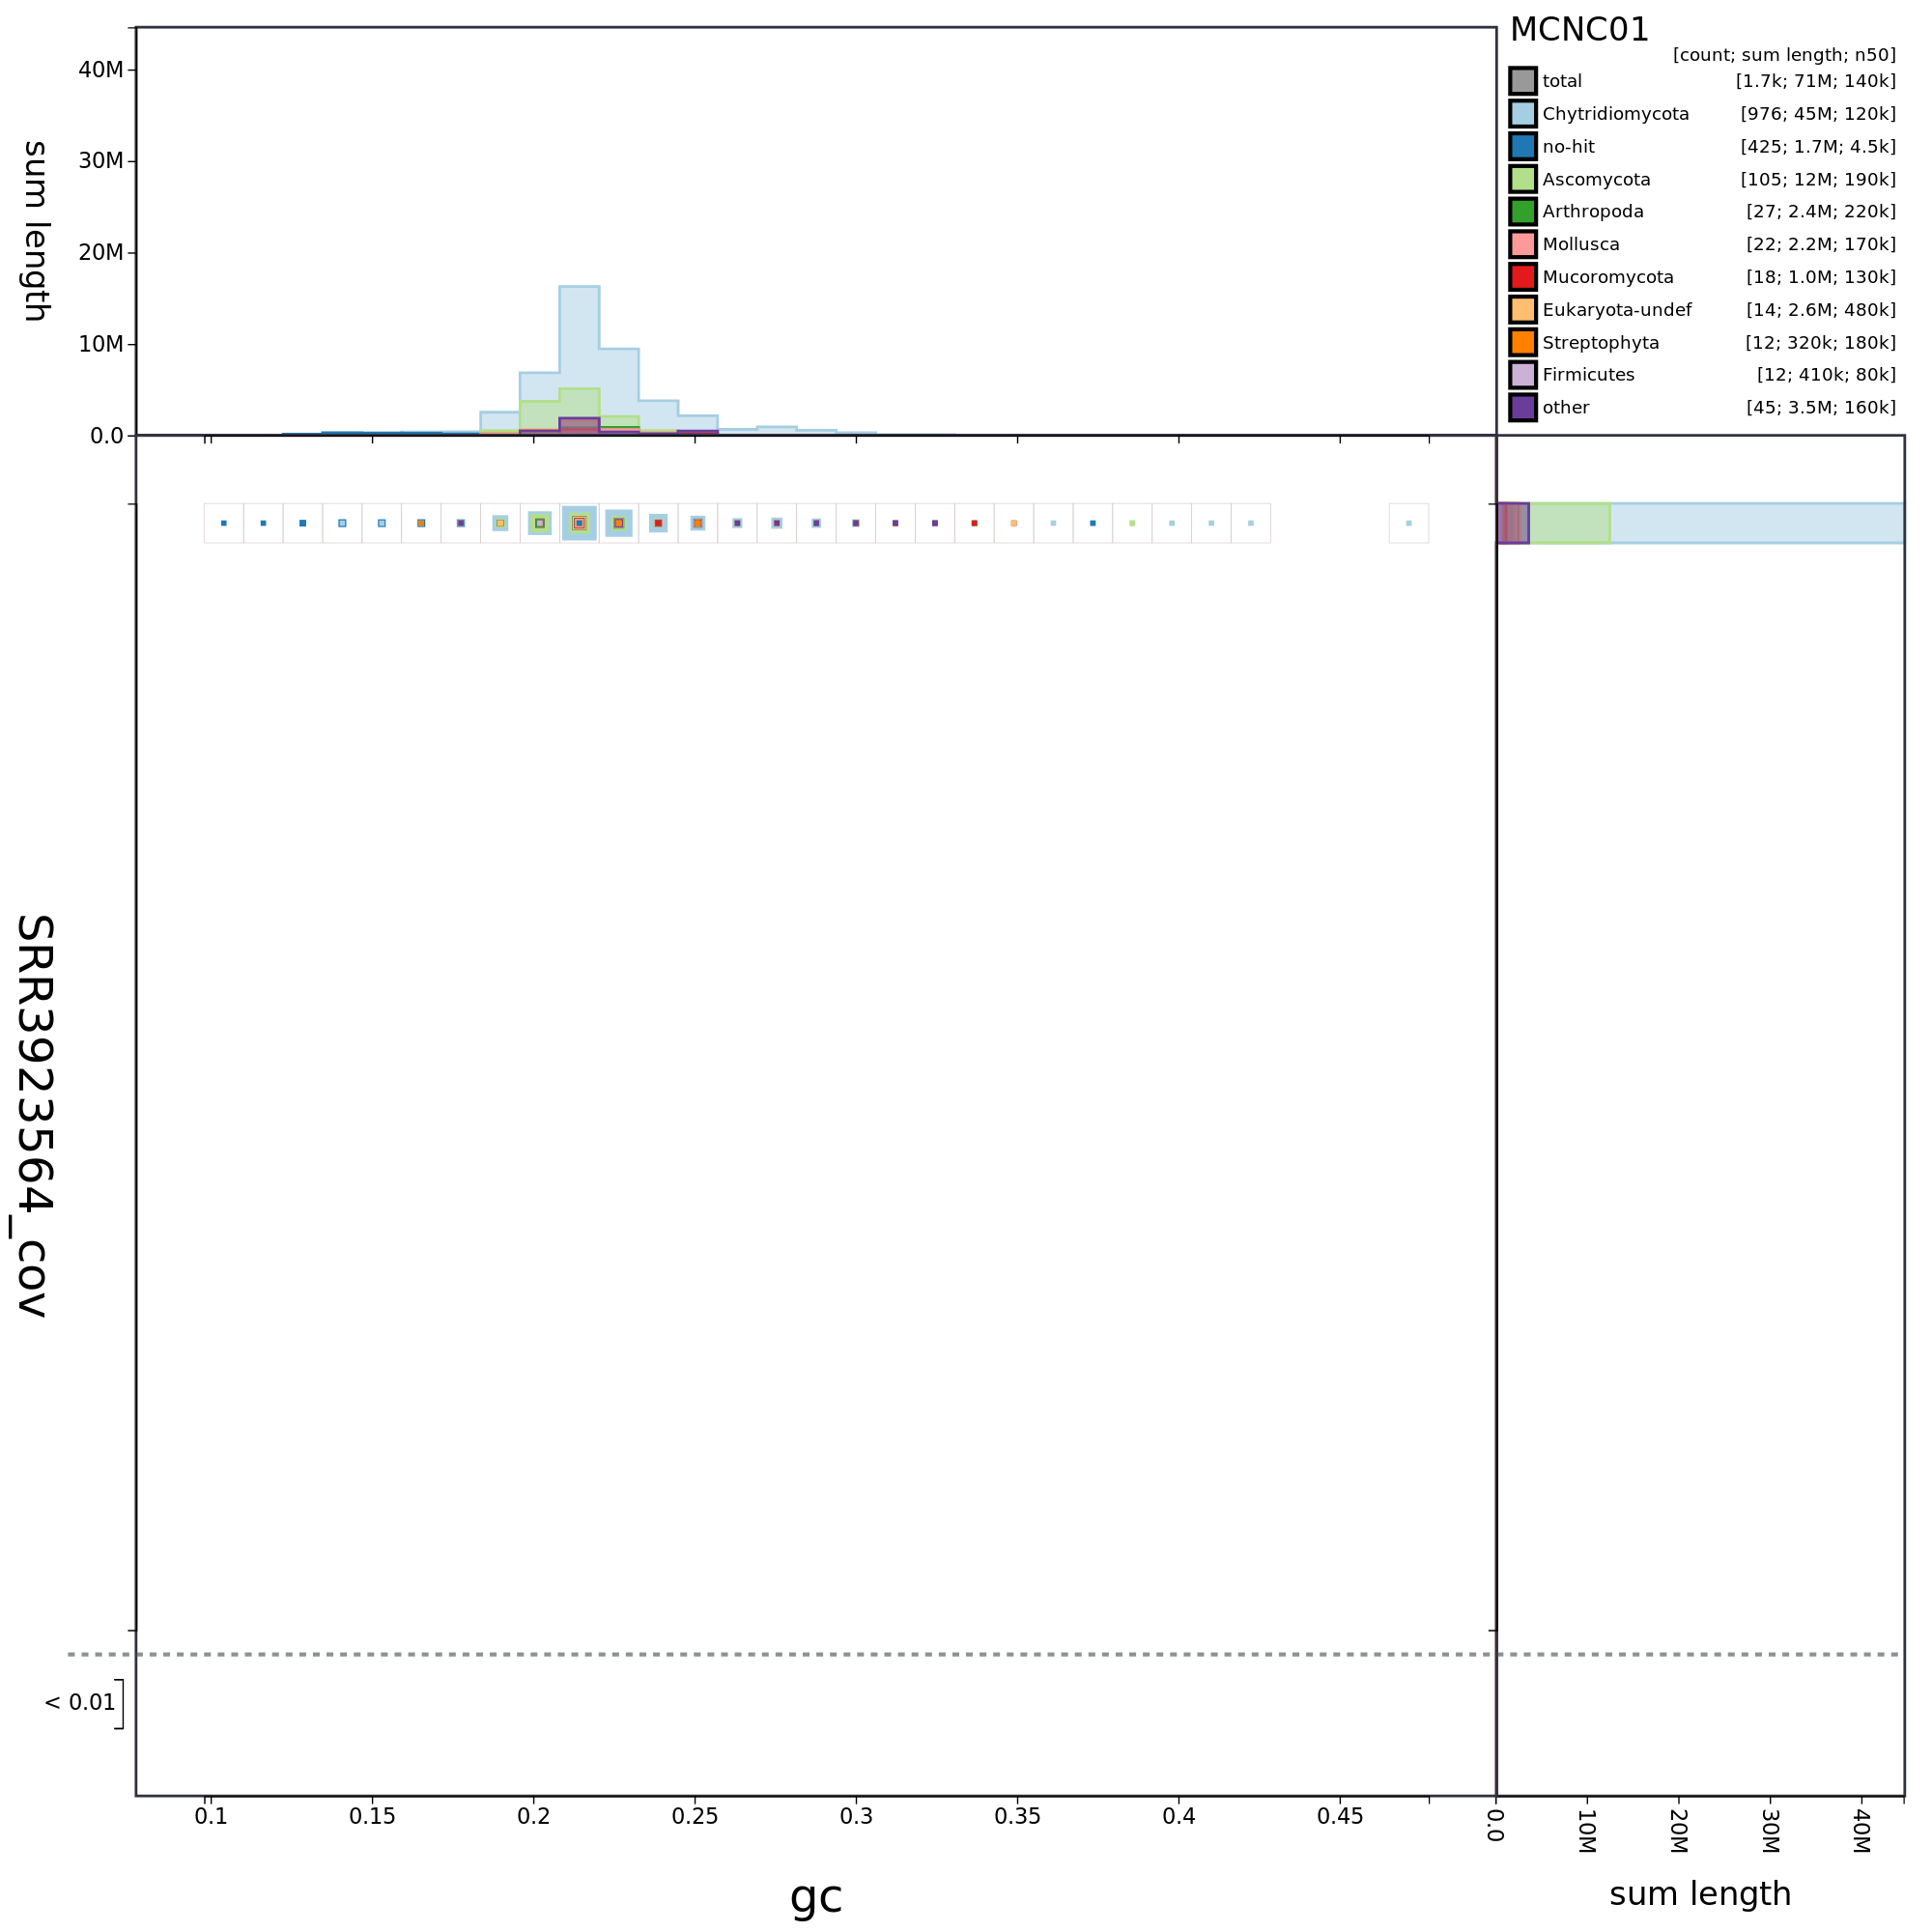 MCNC01
[count; sum length; n50]
total [1.7k; 71M; 140k]
Chytridiomycota [976; 45M; 120k]
no-hit [425; 1.7M; 4.5k]
Ascomycota [105; 12M; 190k]
Arthropoda [27; 2.4M; 220k]
Mollusca [22; 2.2M; 170k]
Mucoromycota [18; 1.0M; 130k]
Eukaryota-undef [14; 2.6M; 480k]
Streptophyta [12; 320k; 180k]
Firmicutes [12; 410k; 80k]
other [45; 3.5M; 160k]
sum length
40M
30M
20M
10M
0.0
SRR3923564_cov
< 0.01
0.1 0.15 0.2 0.25 0.3 0.35 0.4 0.45
gc
0.0 10M 20M 30M 40M
sum length